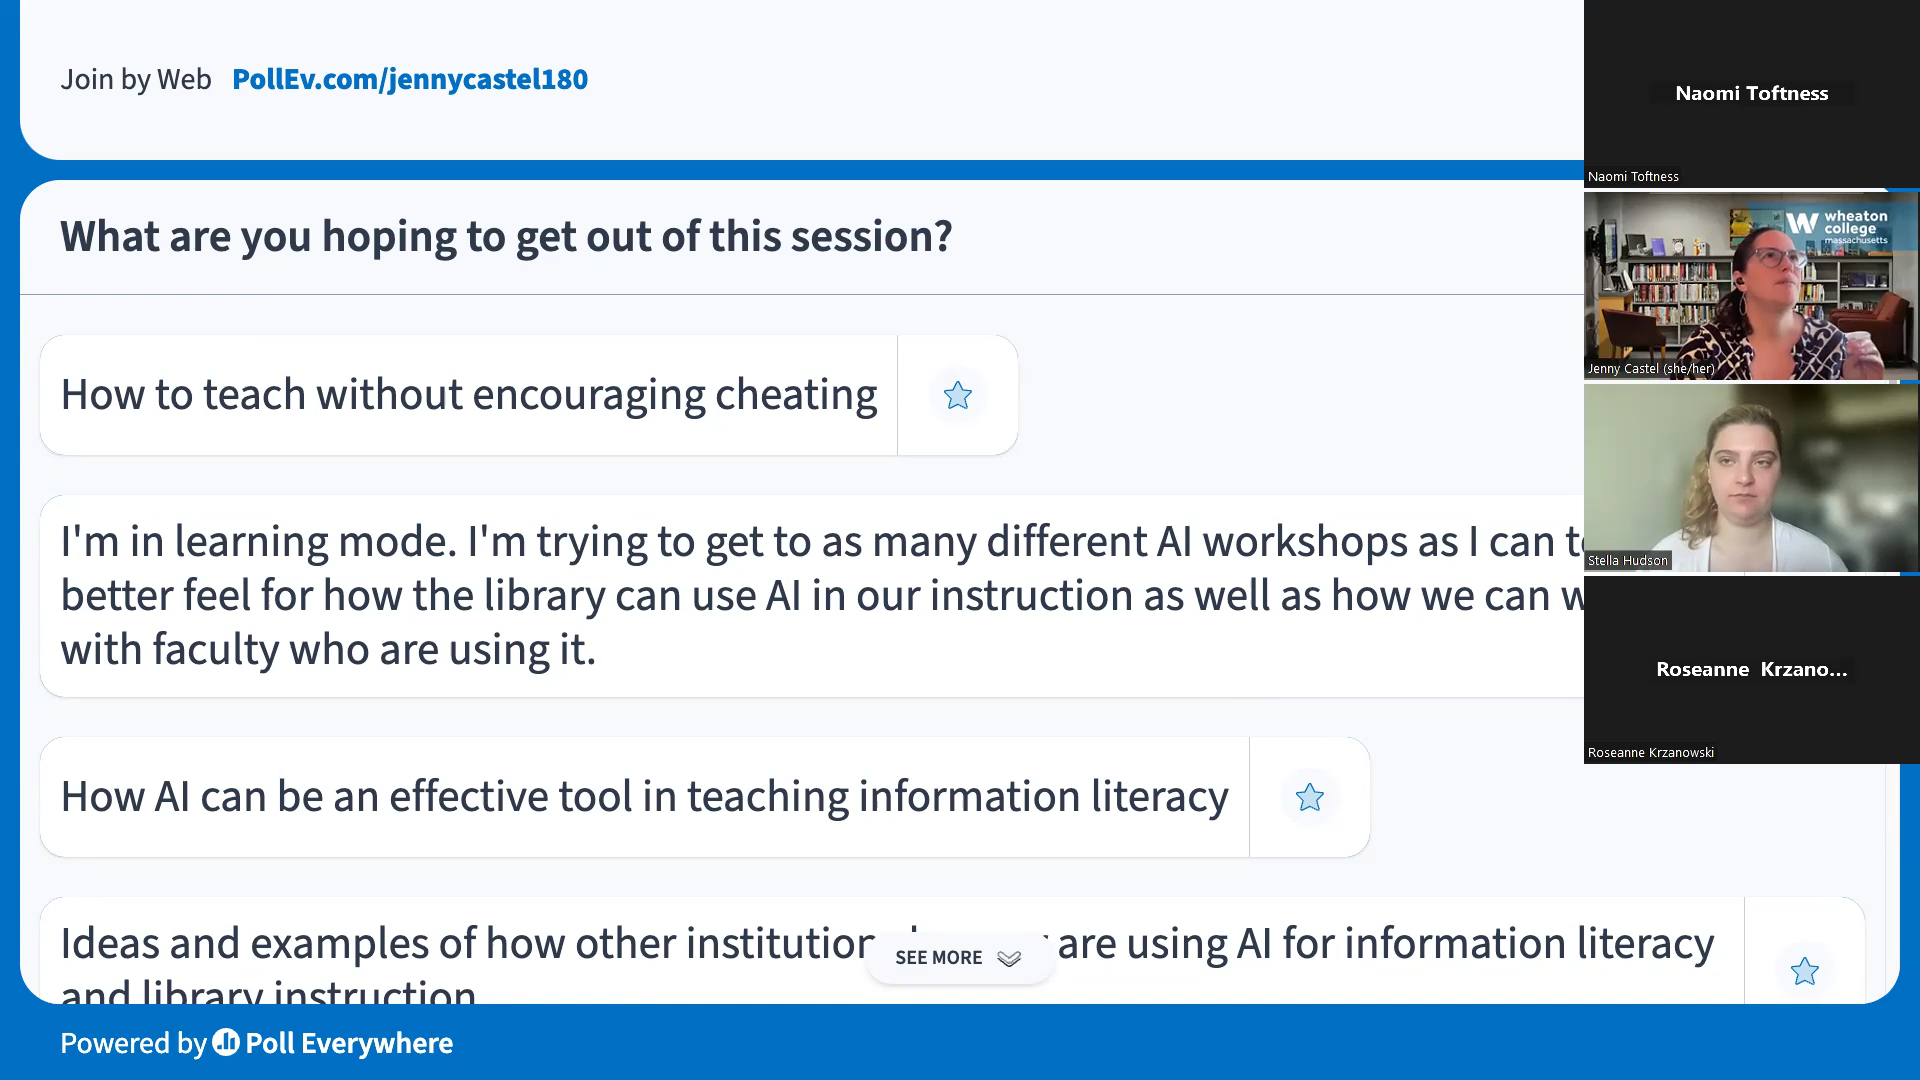 Join by Web PollEv.com/jennycastel180
What are you hoping to get out of this session?
How to teach without encouraging cheating
I'm in learning mode. I'm trying to get to as many different AI workshops as I can
better feel for how the library can use AI in our instruction as well as how we can
with faculty who are using it.
How AI can be an effective tool in teaching information literacy
Ideas and examples of how other are using AI for information literacy
and library instruction
SEE MORE
Powered by Poll Everywhere
Naomi Toftness
Naomi Toftness
W wheaton
college
massachusetts
Jenny Castel (she/her)
Stella Hudson
Roseanne Krzano...
Roseanne Krzanowski